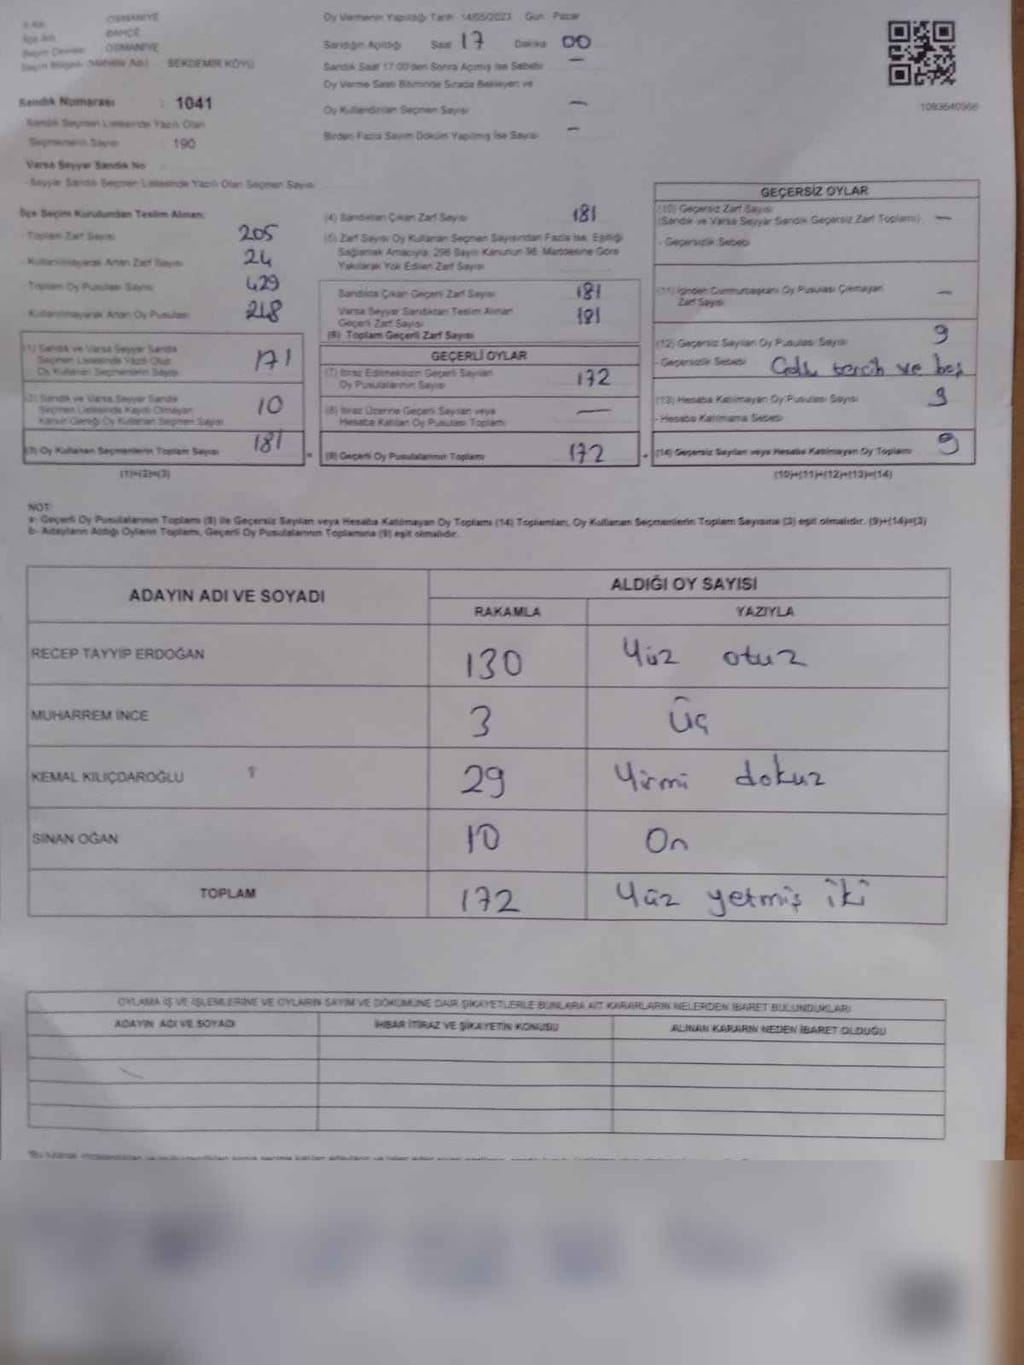 İl Adı OSMANİYE
İlçe Adı BAHÇE
Seçim Çevresi OSMANİYE
Seçim Bölgesi (Mahalle Adı) BEKDEMİR KÖYÜ
Sandık Numarası : 1041
Sandık Seçmen Listesinde Yazılı Olan
Seçmenlerin Sayısı 190
Varsa Seyyar Sandık No
- Seyyar Sandık Seçmen Listesinde Yazılı Olan Seçmen Sayısı
Oy Vermenin Yapıldığı Tarih 14/05/2023 Gün : Pazar
Sandığın Açıldığı Saat 17 Dakika 00
Sandık Saat 17:00'den Sonra Açılmış İse Sebebi —
Oy Verme Saati Bitiminde Sırada Bekleyen ve
Oy Kullandırılan Seçmen Sayısı —
Birden Fazla Sayım Döküm Yapılmış İse Sayısı —
1083640366
İlçe Seçim Kurulundan Teslim Alınan:
- Toplam Zarf Sayısı 205
- Kullanılmayarak Artan Zarf Sayısı 24
- Toplam Oy Pusulası Sayısı 429
- Kullanılmayarak Artan Oy Pusulası 248
(1) Sandık ve Varsa Seyyar Sandık
Seçmen Listesinde Yazılı Olup
Oy Kullanan Seçmenlerin Sayısı 171
(2) Sandık ve Varsa Seyyar Sandık
Seçmen Listesinde Kaydı Olmayan
Kanun Gereği Oy Kullanan Seçmen Sayısı 10
(3) Oy Kullanan Seçmenlerin Toplam Sayısı 181
(1)+(2)=(3)
(4) Sandıktan Çıkan Zarf Sayısı 181
(5) Zarf Sayısı Oy Kullanan Seçmen Sayısından Fazla İse, Eşitliği
Sağlamak Amacıyla, 298 Sayılı Kanunun 98. Maddesine Göre
Yakılarak Yok Edilen Zarf Sayısı
Sandıkta Çıkan Geçerli Zarf Sayısı 181
Varsa Seyyar Sandıktan Teslim Alınan
Geçerli Zarf Sayısı 181
(6) Toplam Geçerli Zarf Sayısı
GEÇERLİ OYLAR
(7) İtiraz Edilmeksizin Geçerli Sayılan
Oy Pusulalarının Sayısı 172
(8) İtiraz Üzerine Geçerli Sayılan veya
Hesaba Katılan Oy Pusulası Toplamı —
(9) Geçerli Oy Pusulalarının Toplamı 172
GEÇERSİZ OYLAR
(10) Geçersiz Zarf Sayısı
(Sandık ve Varsa Seyyar Sandık Geçersiz Zarf Toplamı) —
- Geçersizlik Sebebi
(11) İçinden Cumhurbaşkanı Oy Pusulası Çıkmayan
Zarf Sayısı —
(12) Geçersiz Sayılan Oy Pusulası Sayısı 9
- Geçersizlik Sebebi Çoklu tercih ve boş
(13) Hesaba Katılmayan Oy Pusulası Sayısı 9
- Hesaba Katılmama Sebebi
(14) Geçersiz Sayılan veya Hesaba Katılmayan Oy Toplamı 9
(10)+(11)+(12)+(13)=(14)
NOT:
a- Geçerli Oy Pusulalarının Toplamı (9) ile Geçersiz Sayılan veya Hesaba Katılmayan Oy Toplamı (14) Toplamları, Oy Kullanan Seçmenlerin Toplam Sayısına (3) eşit olmalıdır. (9)+(14)=(3)
b- Adayların Aldığı Oyların Toplamı, Geçerli Oy Pusulalarının Toplamına (9) eşit olmalıdır.
ADAYIN ADI VE SOYADI ALDIĞI OY SAYISI
RAKAMLA YAZIYLA
RECEP TAYYİP ERDOĞAN 130 Yüz otuz
MUHARREM İNCE 3 Üç
KEMAL KILIÇDAROĞLU 29 Yirmi dokuz
SİNAN OĞAN 10 On
TOPLAM 172 Yüz yetmiş iki
OYLAMA İŞ VE İŞLEMLERİNE VE OYLARIN SAYIM VE DÖKÜMÜNE DAİR ŞİKAYETLERLE BUNLARA AİT KARARLARIN NELERDEN İBARET BULUNDUKLARI
ADAYIN ADI VE SOYADI İHBAR İTİRAZ VE ŞİKAYETİN KONUSU ALINAN KARARIN NEDEN İBARET OLDUĞU